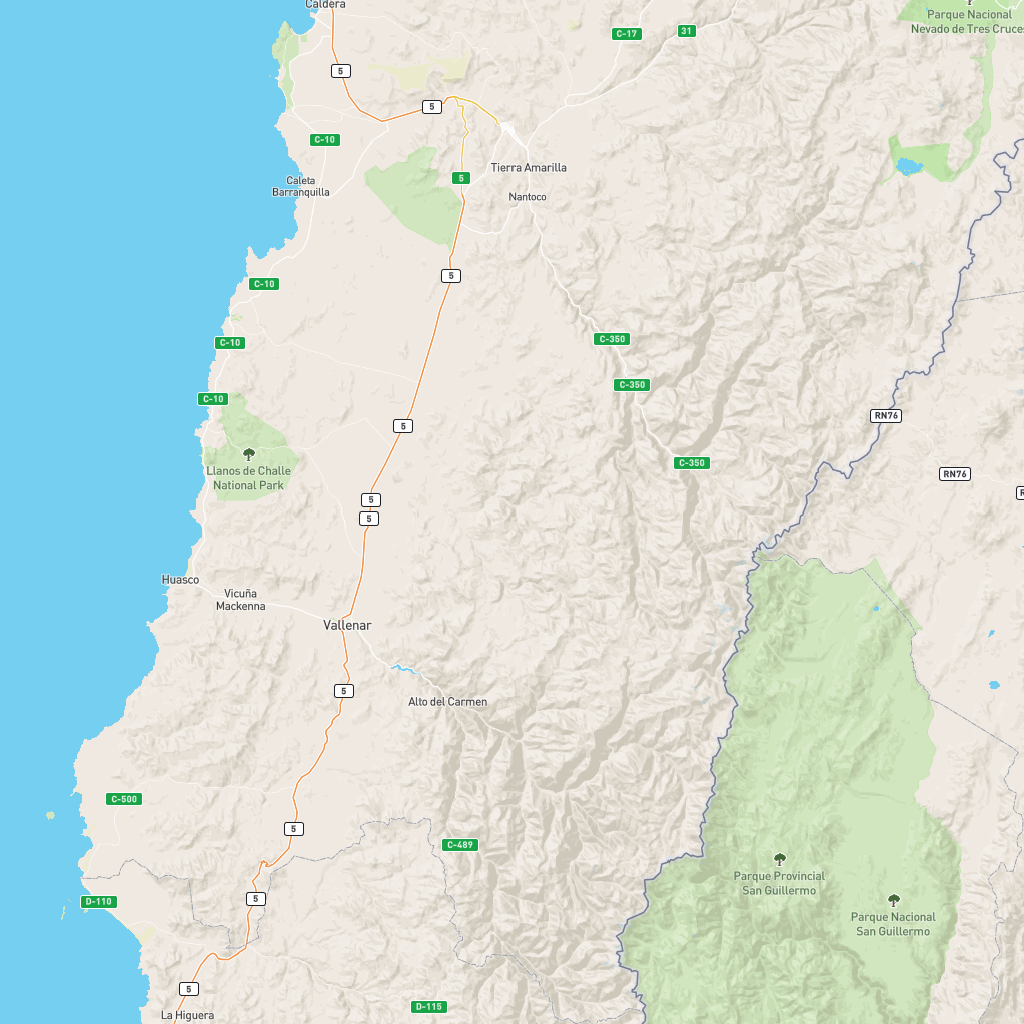 Caldera
Parque Nacional
Nevado de Tres Cruces
C-17
31
5
5
C-10
Tierra Amarilla
5
Caleta
Barranquilla
Nantoco
5
C-10
C-350
C-10
C-350
C-10
RN76
5
Llanos de Challe
National Park
C-350
RN76
5
5
Huasco
Vicuña
Mackenna
Vallenar
5
Alto del Carmen
C-500
5
C-489
Parque Provincial
San Guillermo
5
D-110
Parque Nacional
San Guillermo
5
D-115
La Higuera